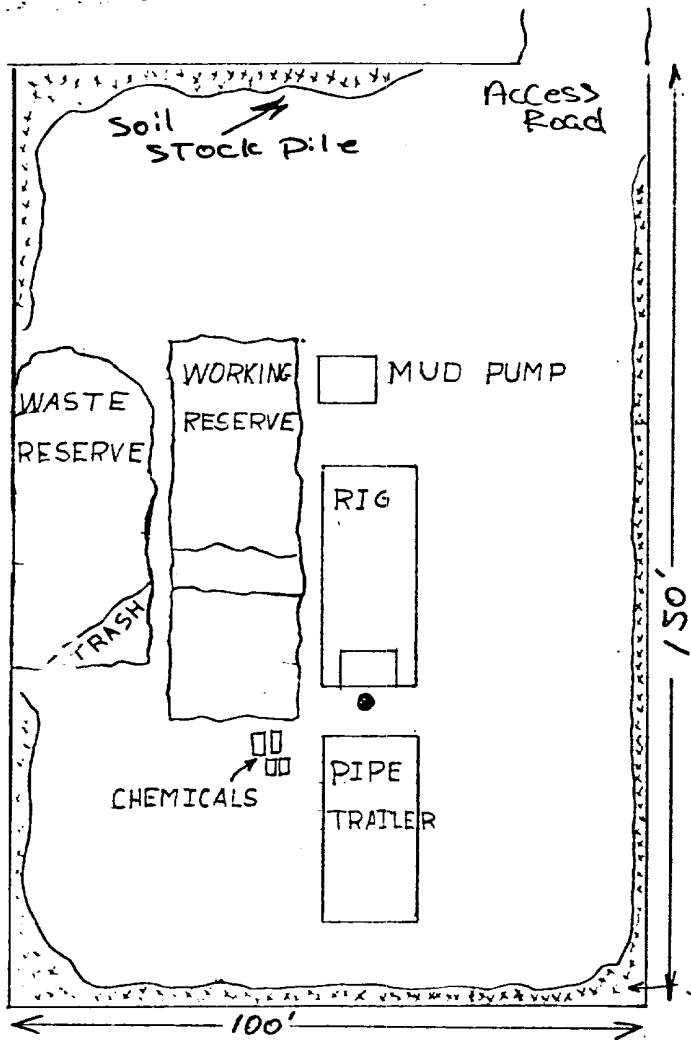 Access
Road
Soil
STOCK Pile
WORKING
RESERVE
MUD PUMP
WASTE
RESERVE
RIG
TRASH
150'
PIPE
TRAILER
CHEMICALS
100'